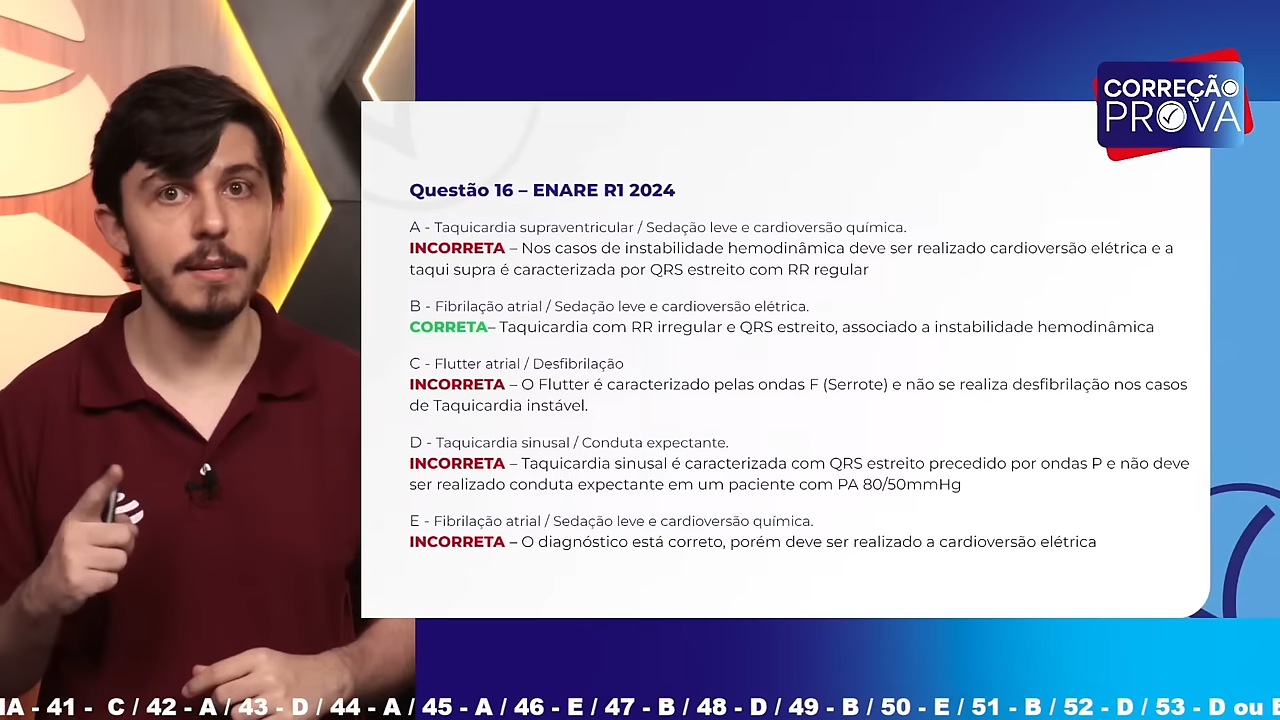 CORREÇÃO
PROVA
Questão 16 – ENARE R1 2024
A - Taquicardia supraventricular / Sedação leve e cardioversão química.
INCORRETA – Nos casos de instabilidade hemodinâmica deve ser realizado cardioversão elétrica e a
taqui supra é caracterizada por QRS estreito com RR regular
B - Fibrilação atrial / Sedação leve e cardioversão elétrica.
CORRETA– Taquicardia com RR irregular e QRS estreito, associado a instabilidade hemodinâmica
C - Flutter atrial / Desfibrilação
INCORRETA – O Flutter é caracterizado pelas ondas F (Serrote) e não se realiza desfibrilação nos casos
de Taquicardia instável.
D - Taquicardia sinusal / Conduta expectante.
INCORRETA – Taquicardia sinusal é caracterizada com QRS estreito precedido por ondas P e não deve
ser realizado conduta expectante em um paciente com PA 80/50mmHg
E - Fibrilação atrial / Sedação leve e cardioversão química.
INCORRETA – O diagnóstico está correto, porém deve ser realizado a cardioversão elétrica
IA - 41 - C / 42 - A / 43 - D / 44 - A / 45 - A / 46 - E / 47 - B / 48 - D / 49 - B / 50 - E / 51 - B / 52 - D / 53 - D ou